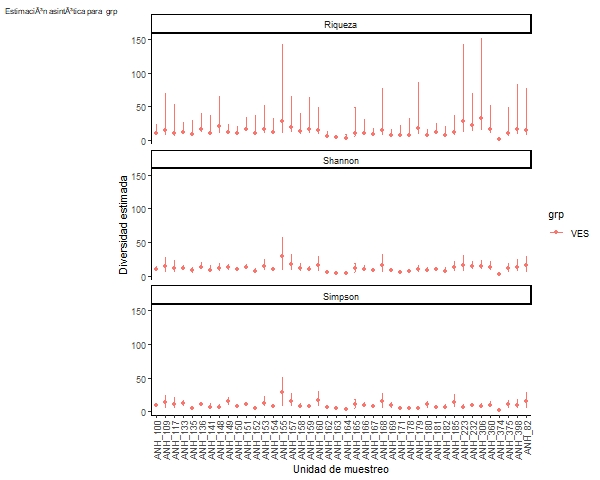 EstimaciÃ³n asintÃ³tica para grp
Riqueza
150
100
50
0
Shannon
150
100
50
0
Simpson
150
100
50
0
Diversidad estimada
grp
VES
ANH_100
ANH_109
ANH_117
ANH_133
ANH_135
ANH_136
ANH_141
ANH_148
ANH_149
ANH_150
ANH_151
ANH_152
ANH_153
ANH_154
ANH_155
ANH_157
ANH_158
ANH_159
ANH_160
ANH_162
ANH_163
ANH_164
ANH_165
ANH_166
ANH_167
ANH_168
ANH_169
ANH_171
ANH_178
ANH_179
ANH_180
ANH_181
ANH_182
ANH_185
ANH_223
ANH_232
ANH_306
ANH_360
ANH_374
ANH_375
ANH_398
ANH_82
Unidad de muestreo